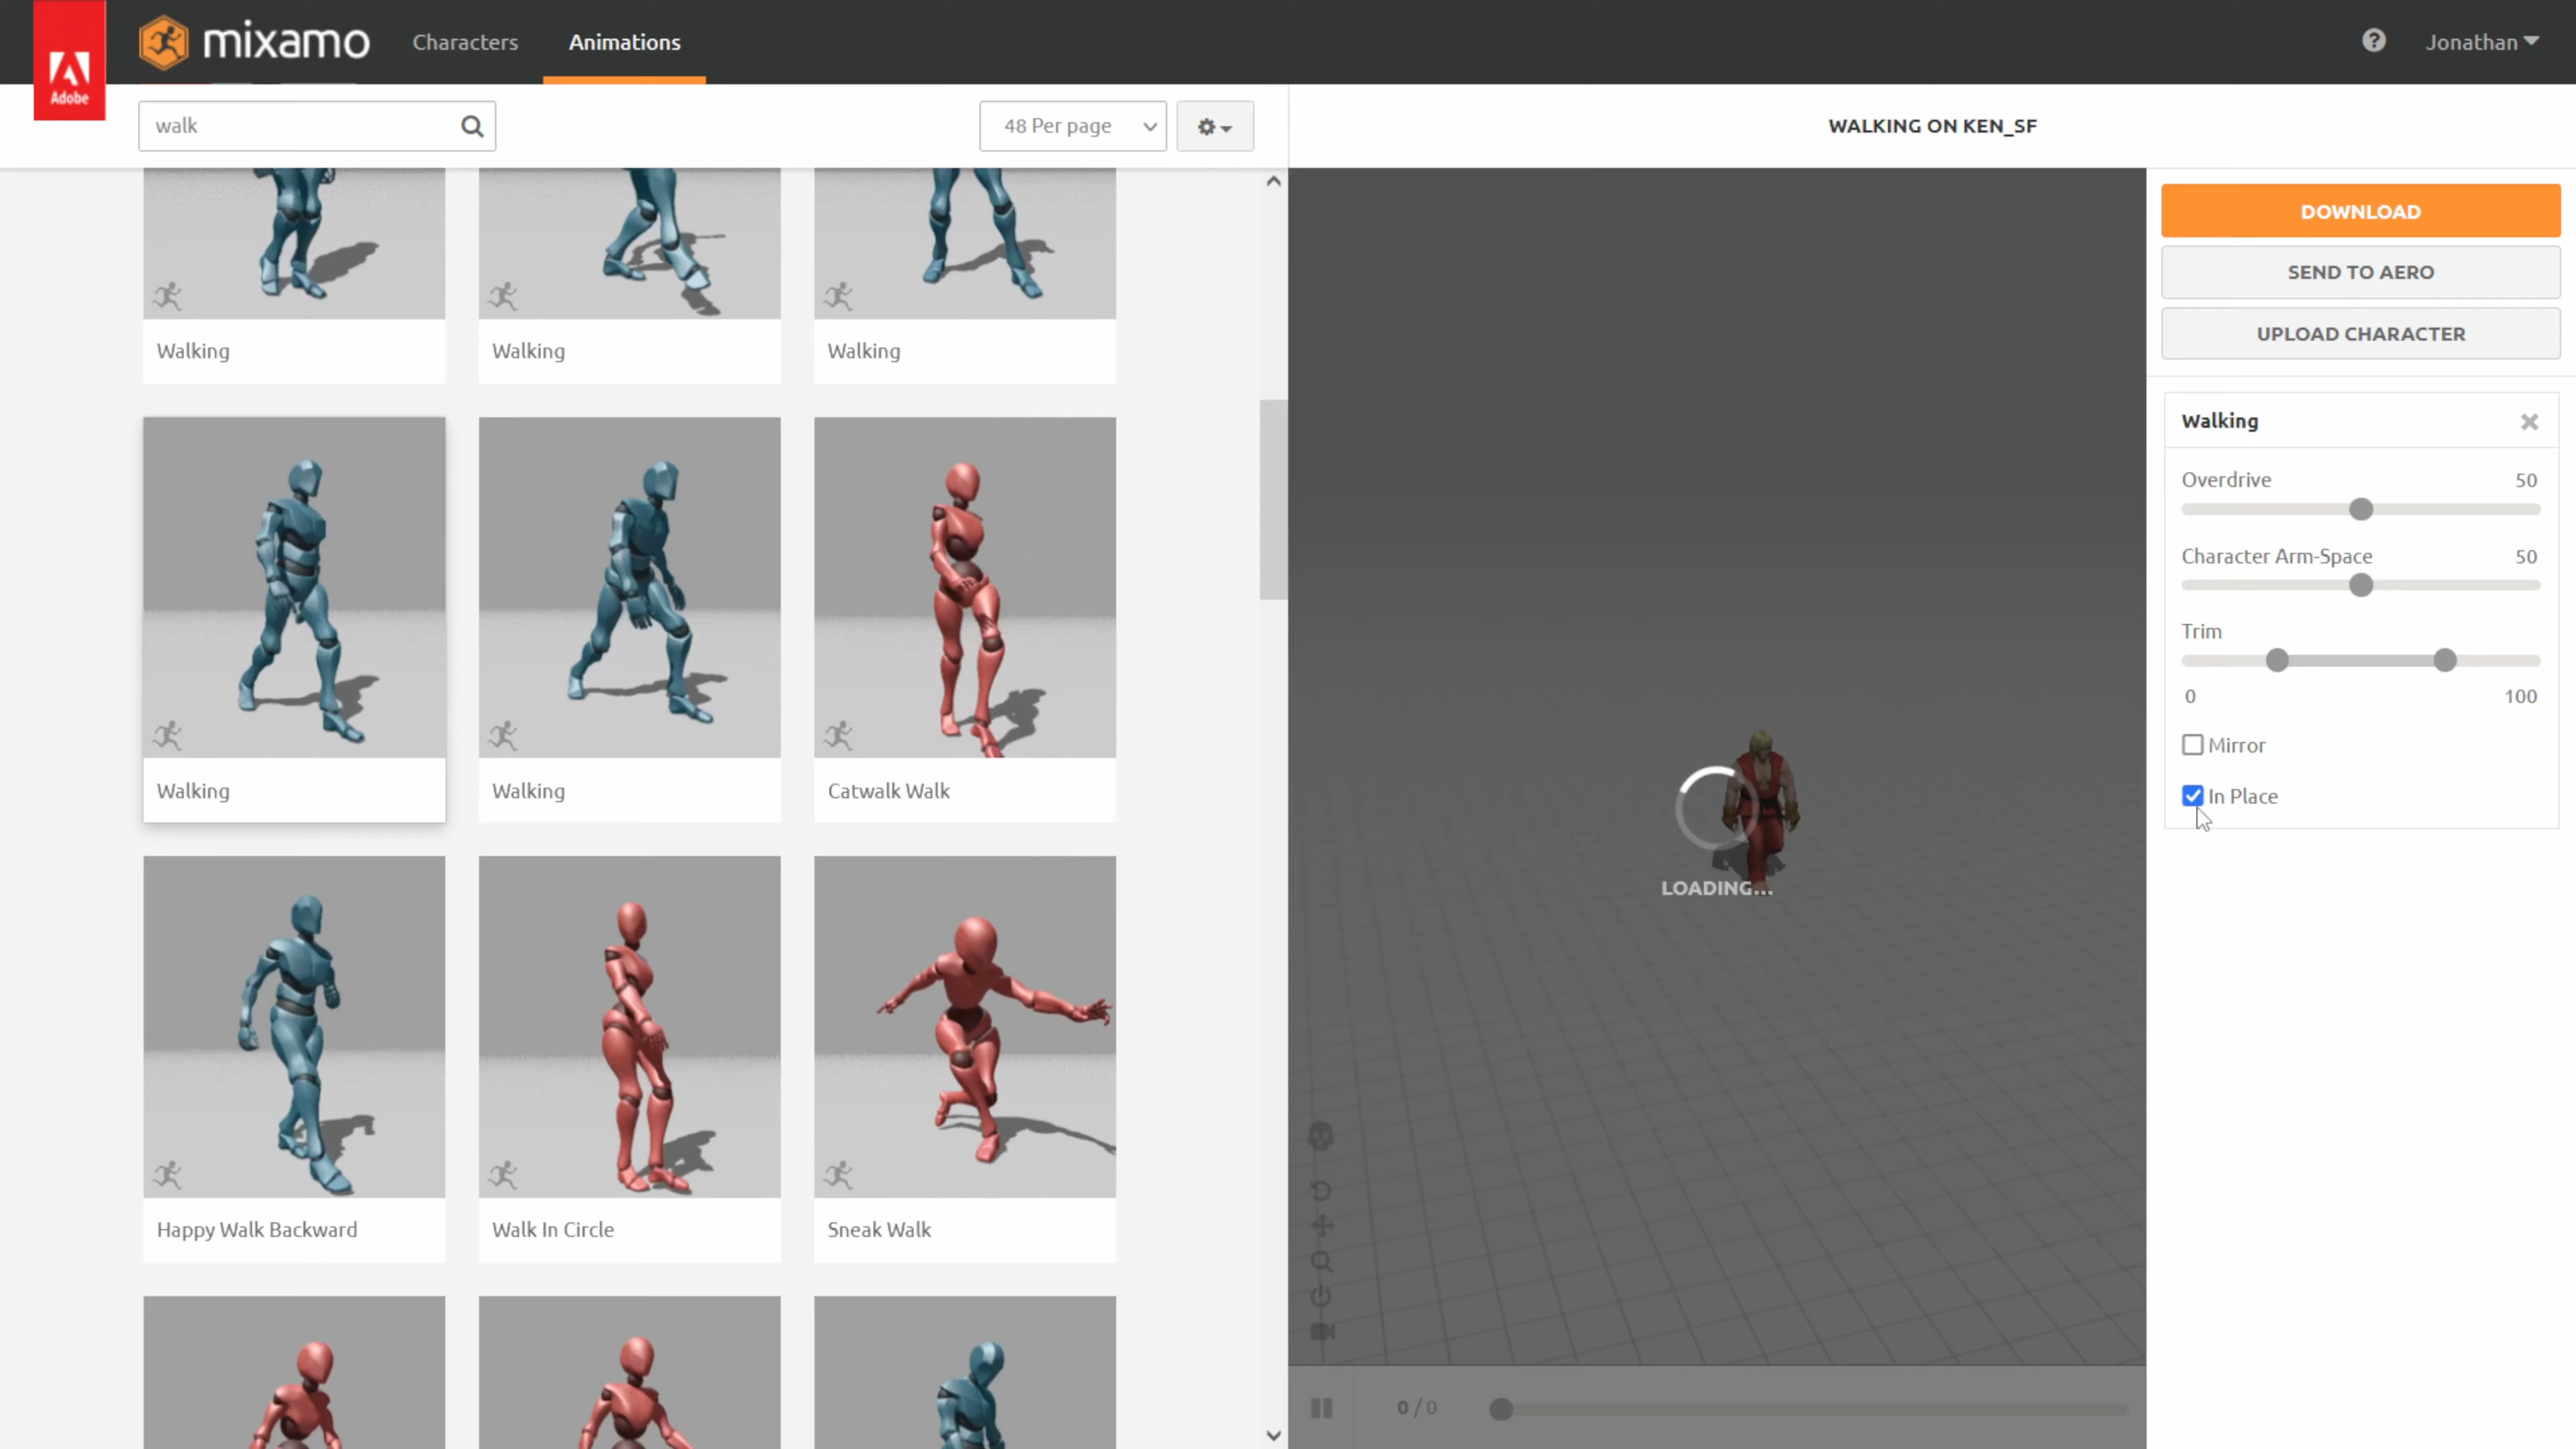 Adobe
mixamo
Characters
Animations
Jonathan
walk
48 Per page
WALKING ON KEN_SF
DOWNLOAD
SEND TO AERO
UPLOAD CHARACTER
Walking
Walking
Walking
Walking
Walking
Catwalk Walk
Happy Walk Backward
Walk In Circle
Sneak Walk
LOADING...
0 / 0
Walking
Overdrive 50
Character Arm-Space 50
Trim
0 100
Mirror
In Place